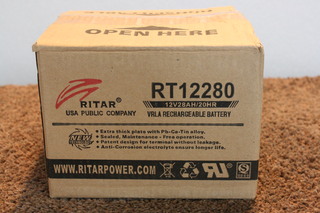 OPEN HERE
RITAR
USA PUBLIC COMPANY
RT12280
12V28AH/20HR
VRLA RECHARGEABLE BATTERY
NEW
• Extra thick plate with Pb-Ca-Tin alloy.
• Sealed, Maintenance - Free operation.
• Patent design for terminal without leakage.
• Anti-Corrosion electrolyte ensure longer life.
WWW.RITARPOWER.COM